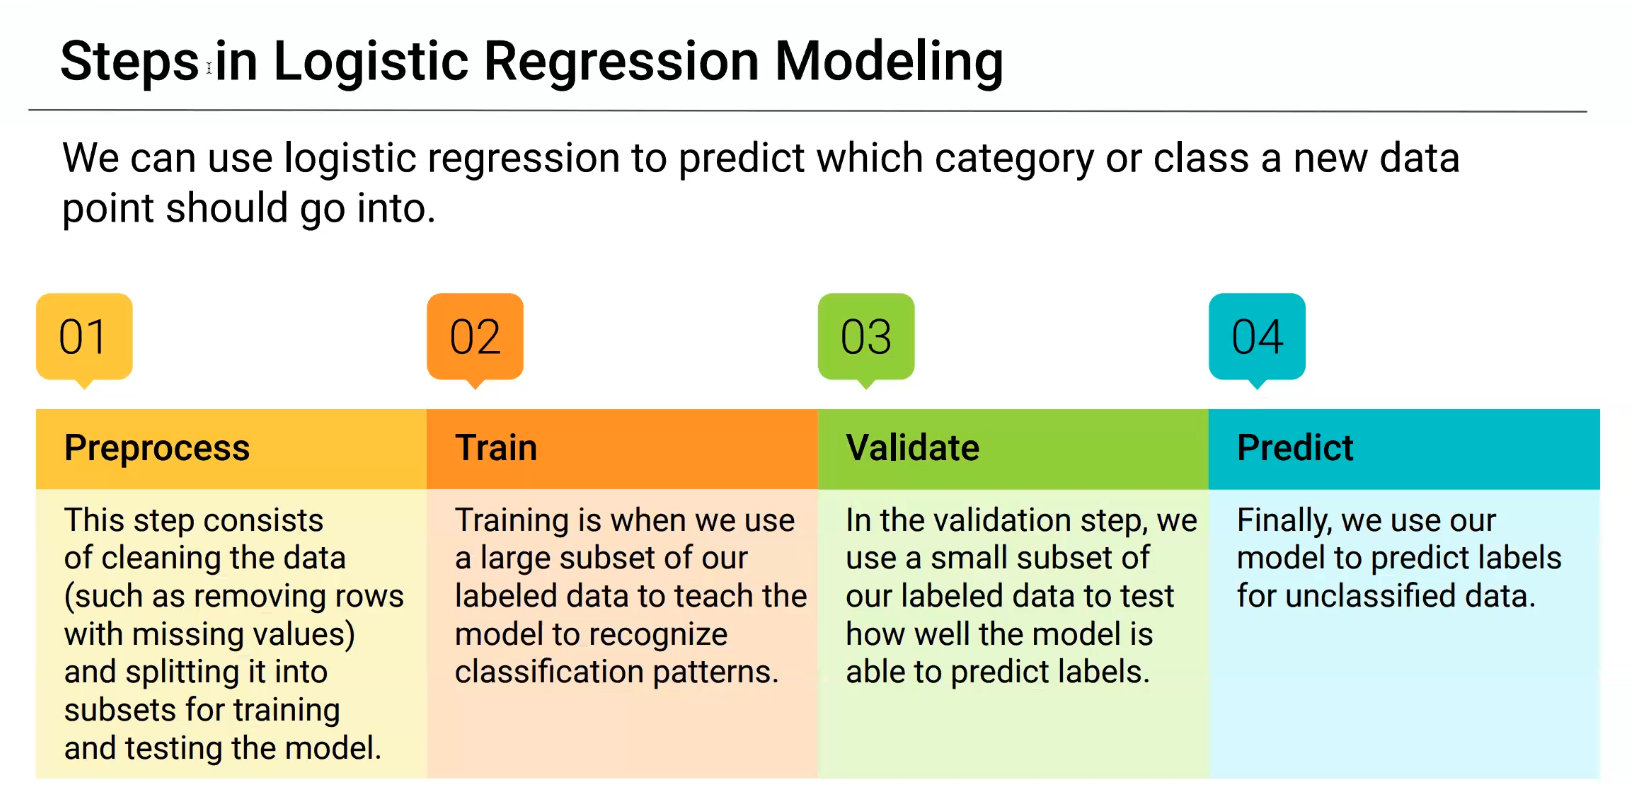 Steps in Logistic Regression Modeling
We can use logistic regression to predict which category or class a new data
point should go into.
01
Preprocess
This step consists
of cleaning the data
(such as removing rows
with missing values)
and splitting it into
subsets for training
and testing the model.
02
Train
Training is when we use
a large subset of our
labeled data to teach the
model to recognize
classification patterns.
03
Validate
In the validation step, we
use a small subset of
our labeled data to test
how well the model is
able to predict labels.
04
Predict
Finally, we use our
model to predict labels
for unclassified data.